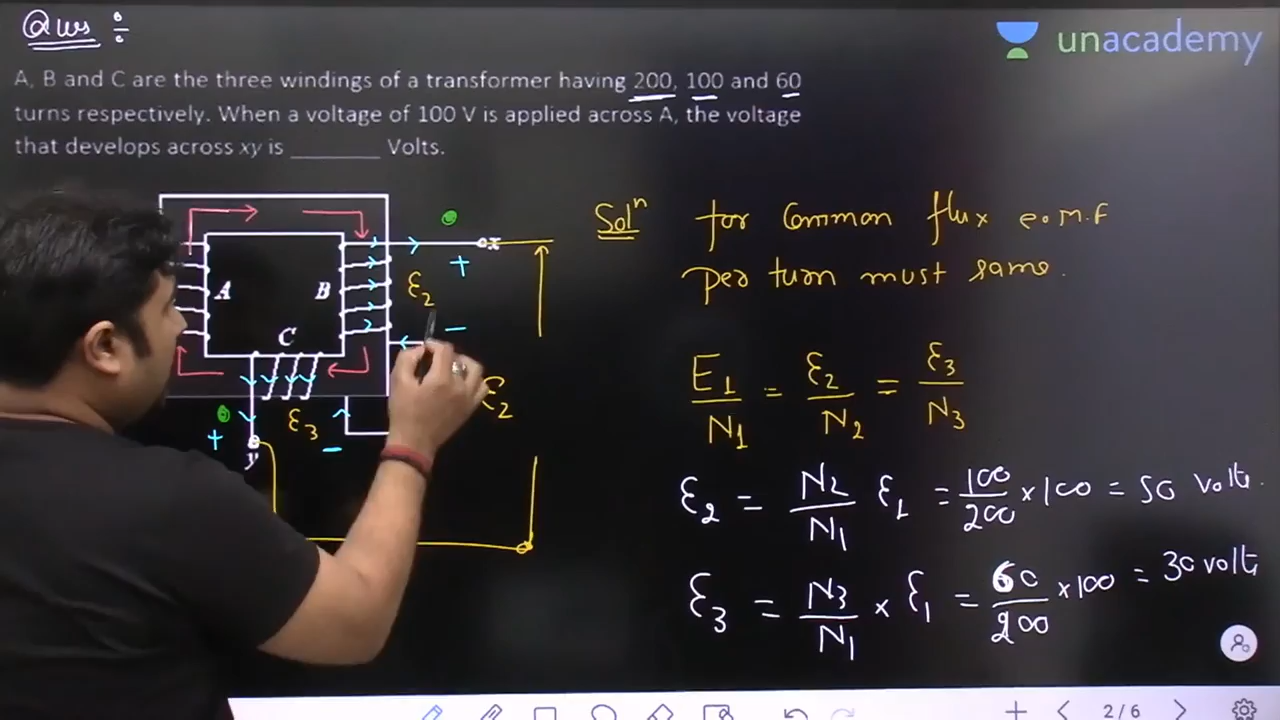 Ques :
unacademy
A, B and C are the three windings of a transformer having 200, 100 and 60
turns respectively. When a voltage of 100 V is applied across A, the voltage
that develops across xy is ________ Volts.
Solⁿ for Common flux e.m.f
per turn must same.
A B C
x
+
ε₂
−
ε₂
ε₃
+
−
y
E₁/N₁ = ε₂/N₂ = ε₃/N₃
ε₂ = N₂/N₁ ε₁ = 100/200 × 100 = 50 volt.
ε₃ = N₃/N₁ × ε₁ = 60/200 × 100 = 30 volt
2 / 6